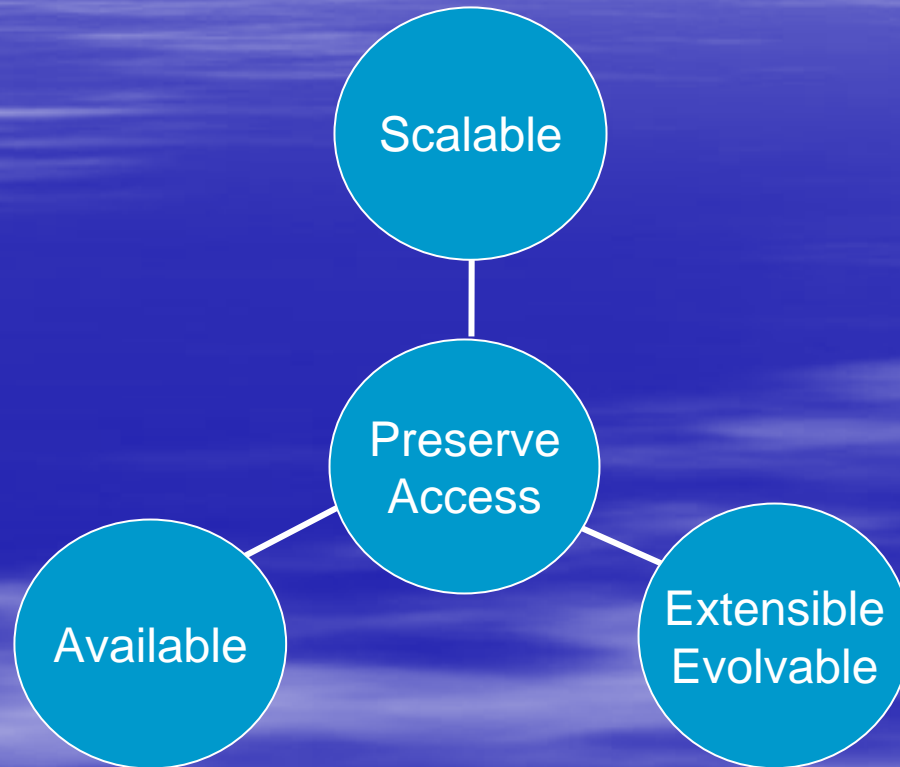 Scalable
Preserve
Access
Available
Extensible
Evolvable